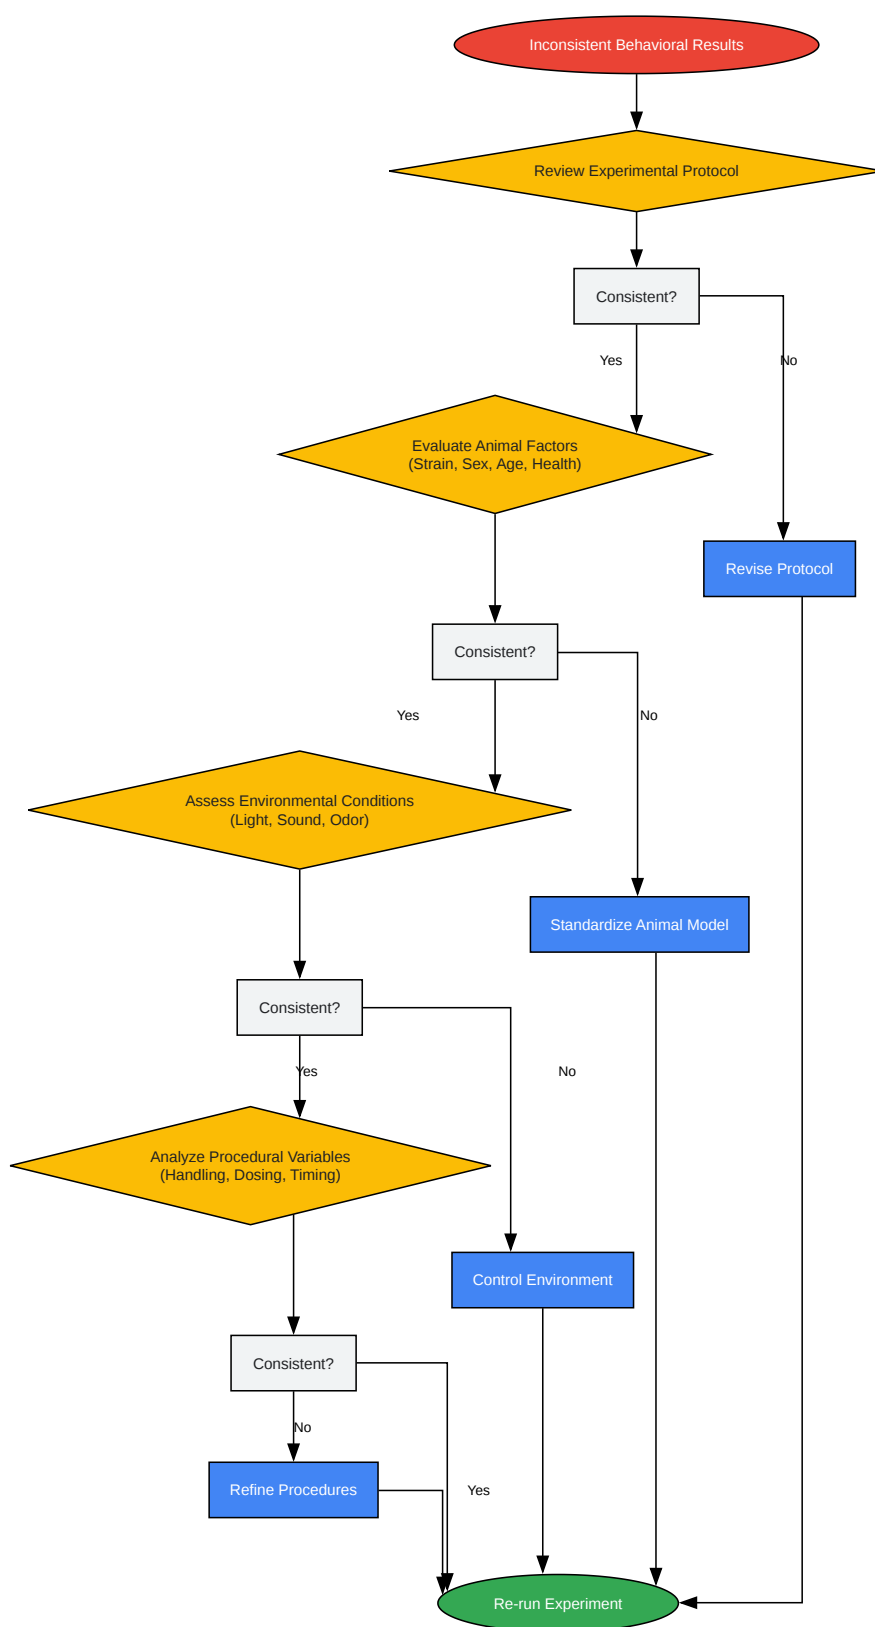 Inconsistent Behavioral Results
Review Experimental Protocol
Consistent?
Yes
No
Evaluate Animal Factors
(Strain, Sex, Age, Health)
Revise Protocol
Consistent?
Yes
No
Assess Environmental Conditions
(Light, Sound, Odor)
Standardize Animal Model
Consistent?
Yes
No
Analyze Procedural Variables
(Handling, Dosing, Timing)
Control Environment
Consistent?
No
Refine Procedures
Yes
Re-run Experiment